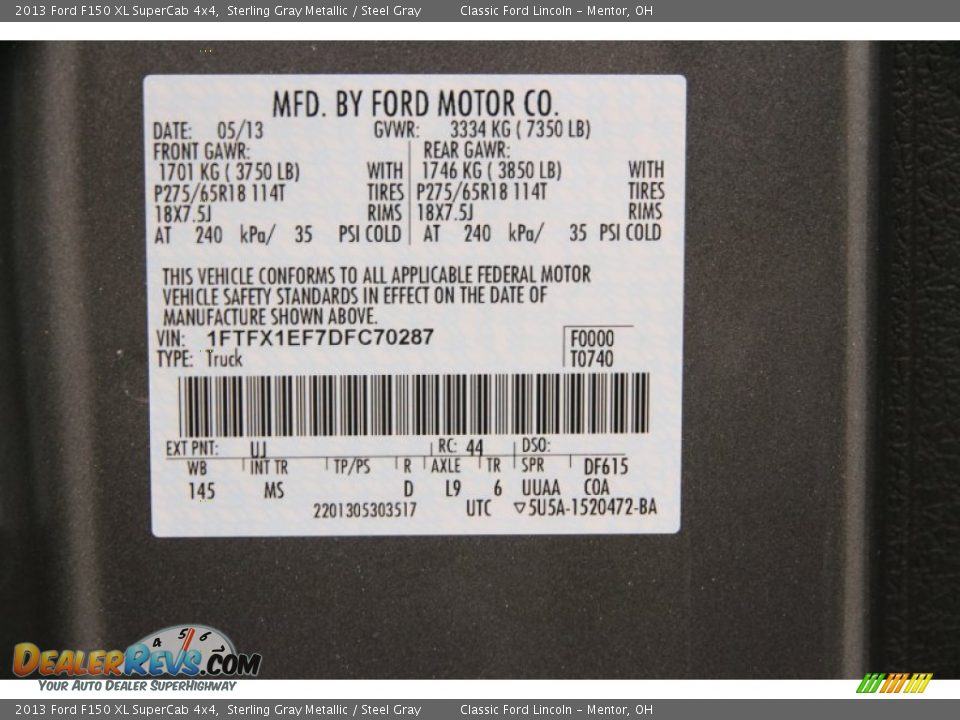 2013 Ford F150 XL SuperCab 4x4, Sterling Gray Metallic / Steel Gray Classic Ford Lincoln - Mentor, OH
MFD. BY FORD MOTOR CO.
DATE: 05/13 GVWR: 3334 KG ( 7350 LB)
FRONT GAWR: REAR GAWR:
1701 KG ( 3750 LB) WITH 1746 KG ( 3850 LB) WITH
P275/65R18 114T TIRES P275/65R18 114T TIRES
18X7.5J RIMS 18X7.5J RIMS
AT 240 kPa/ 35 PSI COLD AT 240 kPa/ 35 PSI COLD
THIS VEHICLE CONFORMS TO ALL APPLICABLE FEDERAL MOTOR
VEHICLE SAFETY STANDARDS IN EFFECT ON THE DATE OF
MANUFACTURE SHOWN ABOVE.
VIN: 1FTFX1EF7DFC70287 F0000
TYPE: Truck T0740
EXT PNT: UJ RC: 44 DSO:
WB INT TR TP/PS R AXLE TR SPR DF615
145 MS D L9 6 UUAA COA
2201305303517 UTC ▽5U5A-1520472-BA
4 5 6
DEALERREVS.COM
YOUR AUTO DEALER SUPERHIGHWAY
2013 Ford F150 XL SuperCab 4x4, Sterling Gray Metallic / Steel Gray Classic Ford Lincoln - Mentor, OH